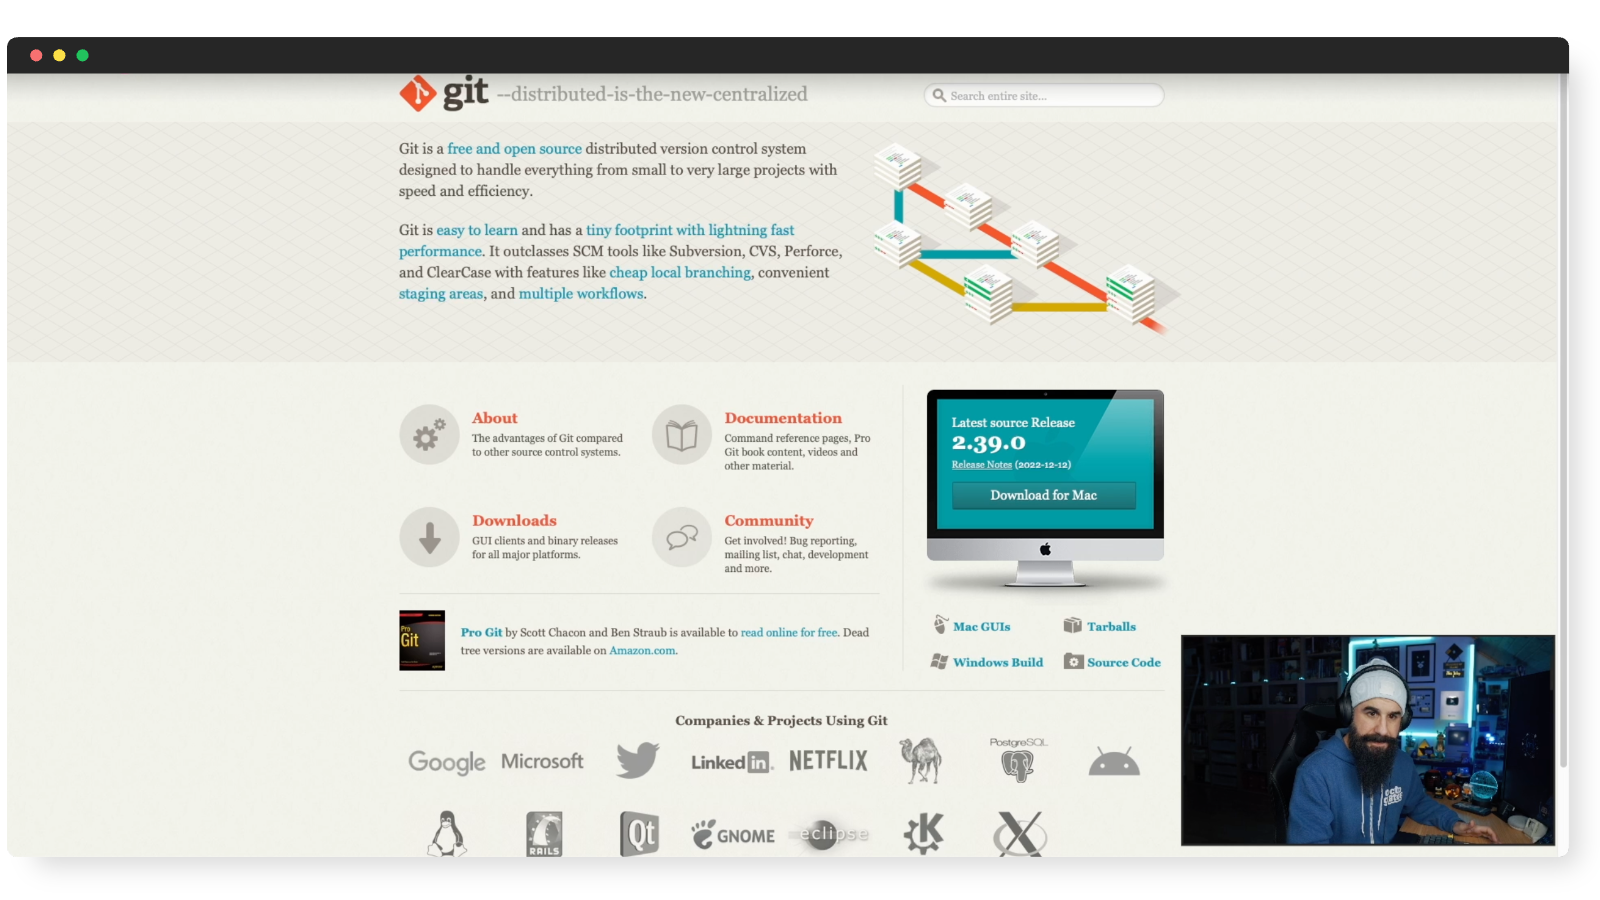 git --distributed-is-the-new-centralized
Search entire site...
Git is a free and open source distributed version control system
designed to handle everything from small to very large projects with
speed and efficiency.
Git is easy to learn and has a tiny footprint with lightning fast
performance. It outclasses SCM tools like Subversion, CVS, Perforce,
and ClearCase with features like cheap local branching, convenient
staging areas, and multiple workflows.
About
The advantages of Git compared
to other source control systems.
Documentation
Command reference pages, Pro
Git book content, videos and
other material.
Downloads
GUI clients and binary releases
for all major platforms.
Community
Get involved! Bug reporting,
mailing list, chat, development
and more.
Latest source Release
2.39.0
Release Notes (2022-12-12)
Download for Mac
Mac GUIs
Tarballs
Windows Build
Source Code
Pro
Git
Pro Git by Scott Chacon and Ben Straub is available to read online for free. Dead
tree versions are available on Amazon.com.
Companies & Projects Using Git
Google Microsoft LinkedIn NETFLIX PostgreSQL
RAILS Qt GNOME eclipse K X